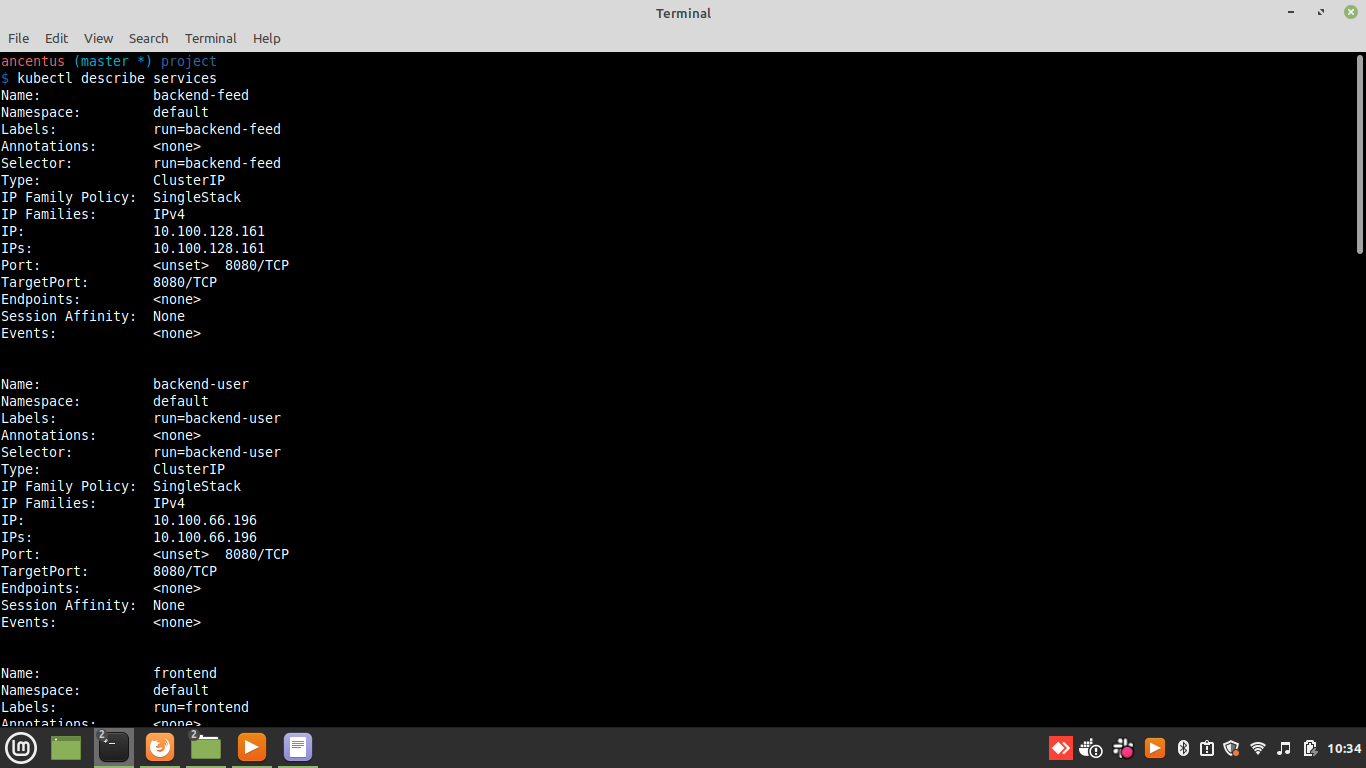 Terminal
File Edit View Search Terminal Help
ancentus (master *) project
$ kubectl describe services
Name:              backend-feed
Namespace:         default
Labels:            run=backend-feed
Annotations:       <none>
Selector:          run=backend-feed
Type:              ClusterIP
IP Family Policy:  SingleStack
IP Families:       IPv4
IP:                10.100.128.161
IPs:               10.100.128.161
Port:              <unset>  8080/TCP
TargetPort:        8080/TCP
Endpoints:         <none>
Session Affinity:  None
Events:            <none>
Name:              backend-user
Namespace:         default
Labels:            run=backend-user
Annotations:       <none>
Selector:          run=backend-user
Type:              ClusterIP
IP Family Policy:  SingleStack
IP Families:       IPv4
IP:                10.100.66.196
IPs:               10.100.66.196
Port:              <unset>  8080/TCP
TargetPort:        8080/TCP
Endpoints:         <none>
Session Affinity:  None
Events:            <none>
Name:              frontend
Namespace:         default
Labels:            run=frontend
Annotations:       <none>
2 2 10:34